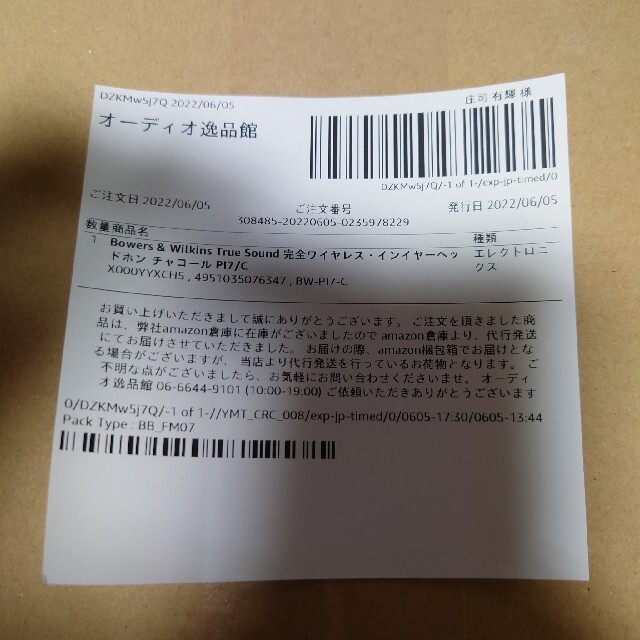 DZKMw5j7Q 2022/06/05
庄司 有輝 様
オーディオ逸品館
DZKMw5j7Q/-1 of 1-/exp-jp-timed/0
ご注文日 2022/06/05
ご注文番号
発行日 2022/06/05
308485-20220605-0235978229
数量 商品名
種類
1 Bowers & Wilkins True Sound 完全ワイヤレス・インイヤーヘッ
エレクトロニ
ドホン チャコール PI7/C
クス
X000YYXCH5 , 4951035076347 , BW-PI7-C
お買い上げいただきまして誠にありがとうございます。 ご注文を頂きました商
品は、弊社amazon倉庫に在庫がございましたので amazon倉庫より、代行発送
にてお届けさせていただきました。 お届けの際、amazon梱包箱でお届けとな
る場合がございますが、当店より代行発送を行っているお荷物となります。 ご
不明な点がございましたら、お気軽にお問い合わせくださいませ。 オーディ
オ逸品館 06-6644-9101 (10:00-19:00) ご依頼いただきありがとうございます
0/DZKMw5j7Q/-1 of 1-//YMT_CRC_008/exp-jp-timed/0/0605-17:30/0605-13:44
Pack Type : BB_FM07